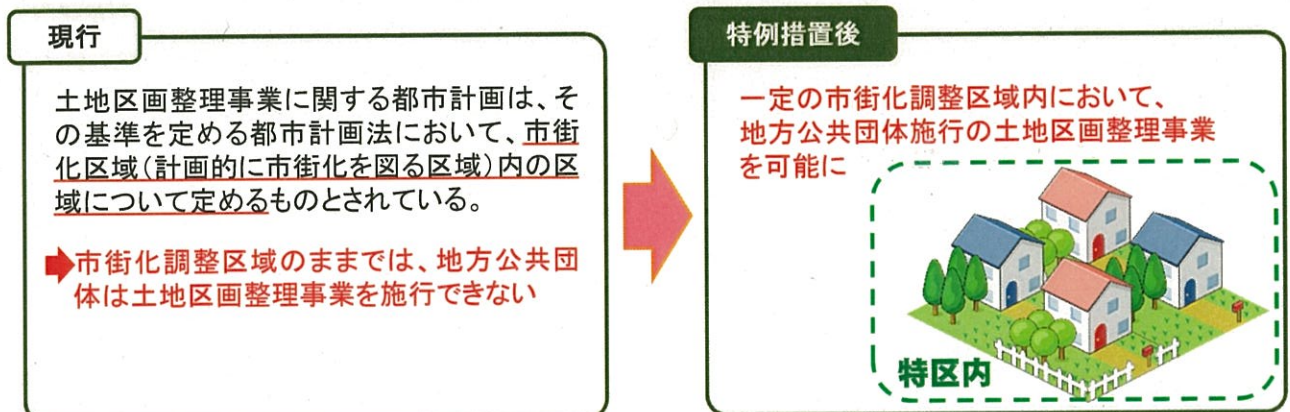 現行
土地区画整理事業に関する都市計画は、そ
の基準を定める都市計画法において、市街
化区域(計画的に市街化を図る区域)内の区
域について定めるものとされている。
市街化調整区域のままでは、地方公共団
体は土地区画整理事業を施行できない
特例措置後
一定の市街化調整区域内において、
地方公共団体施行の土地区画整理事業
を可能に
特区内